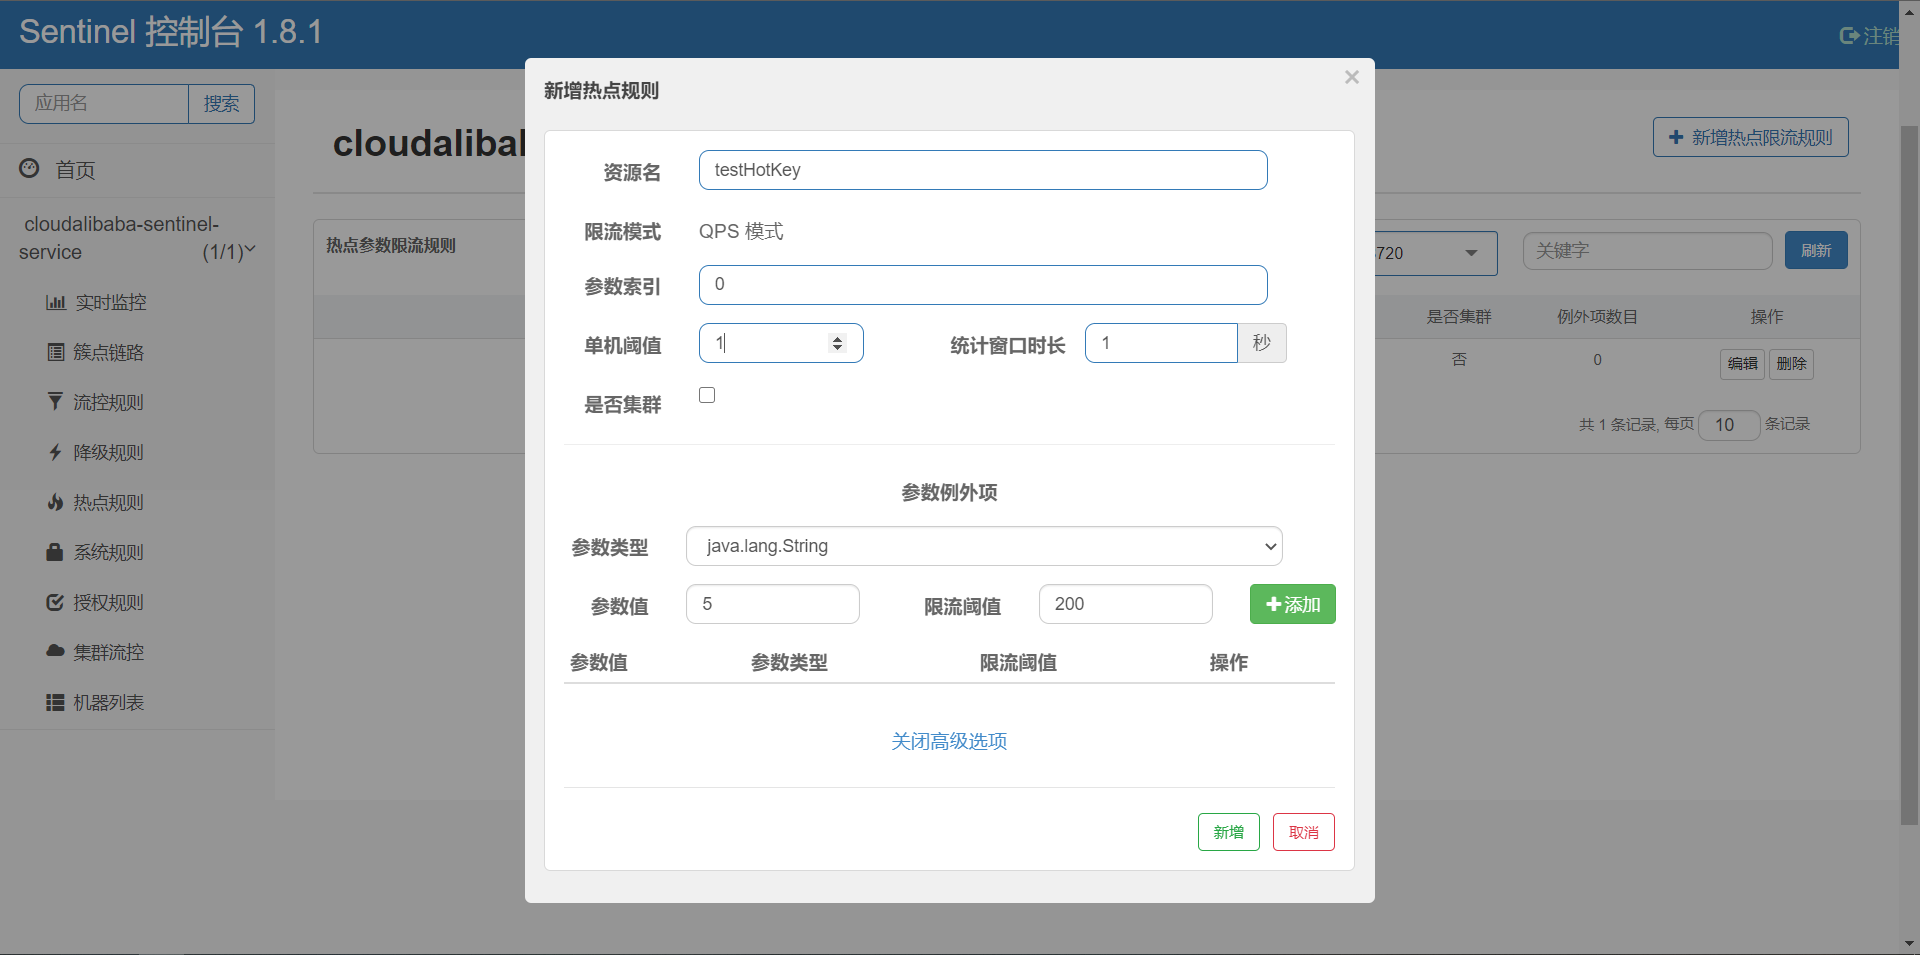 Sentinel 控制台 1.8.1
注销
应用名
搜索
首页
cloudalibaba-sentinel-
service
(1/1)
实时监控
簇点链路
流控规则
降级规则
热点规则
系统规则
授权规则
集群流控
机器列表
cloudalibal
新增热点限流规则
热点参数限流规则
720
关键字
刷新
是否集群
例外项数目
操作
否
0
编辑
删除
共 1 条记录, 每页
10
条记录
新增热点规则
×
资源名
testHotKey
限流模式
QPS 模式
参数索引
0
单机阈值
1
统计窗口时长
1
秒
是否集群
参数例外项
参数类型
java.lang.String
参数值
5
限流阈值
200
添加
参数值
参数类型
限流阈值
操作
关闭高级选项
新增
取消